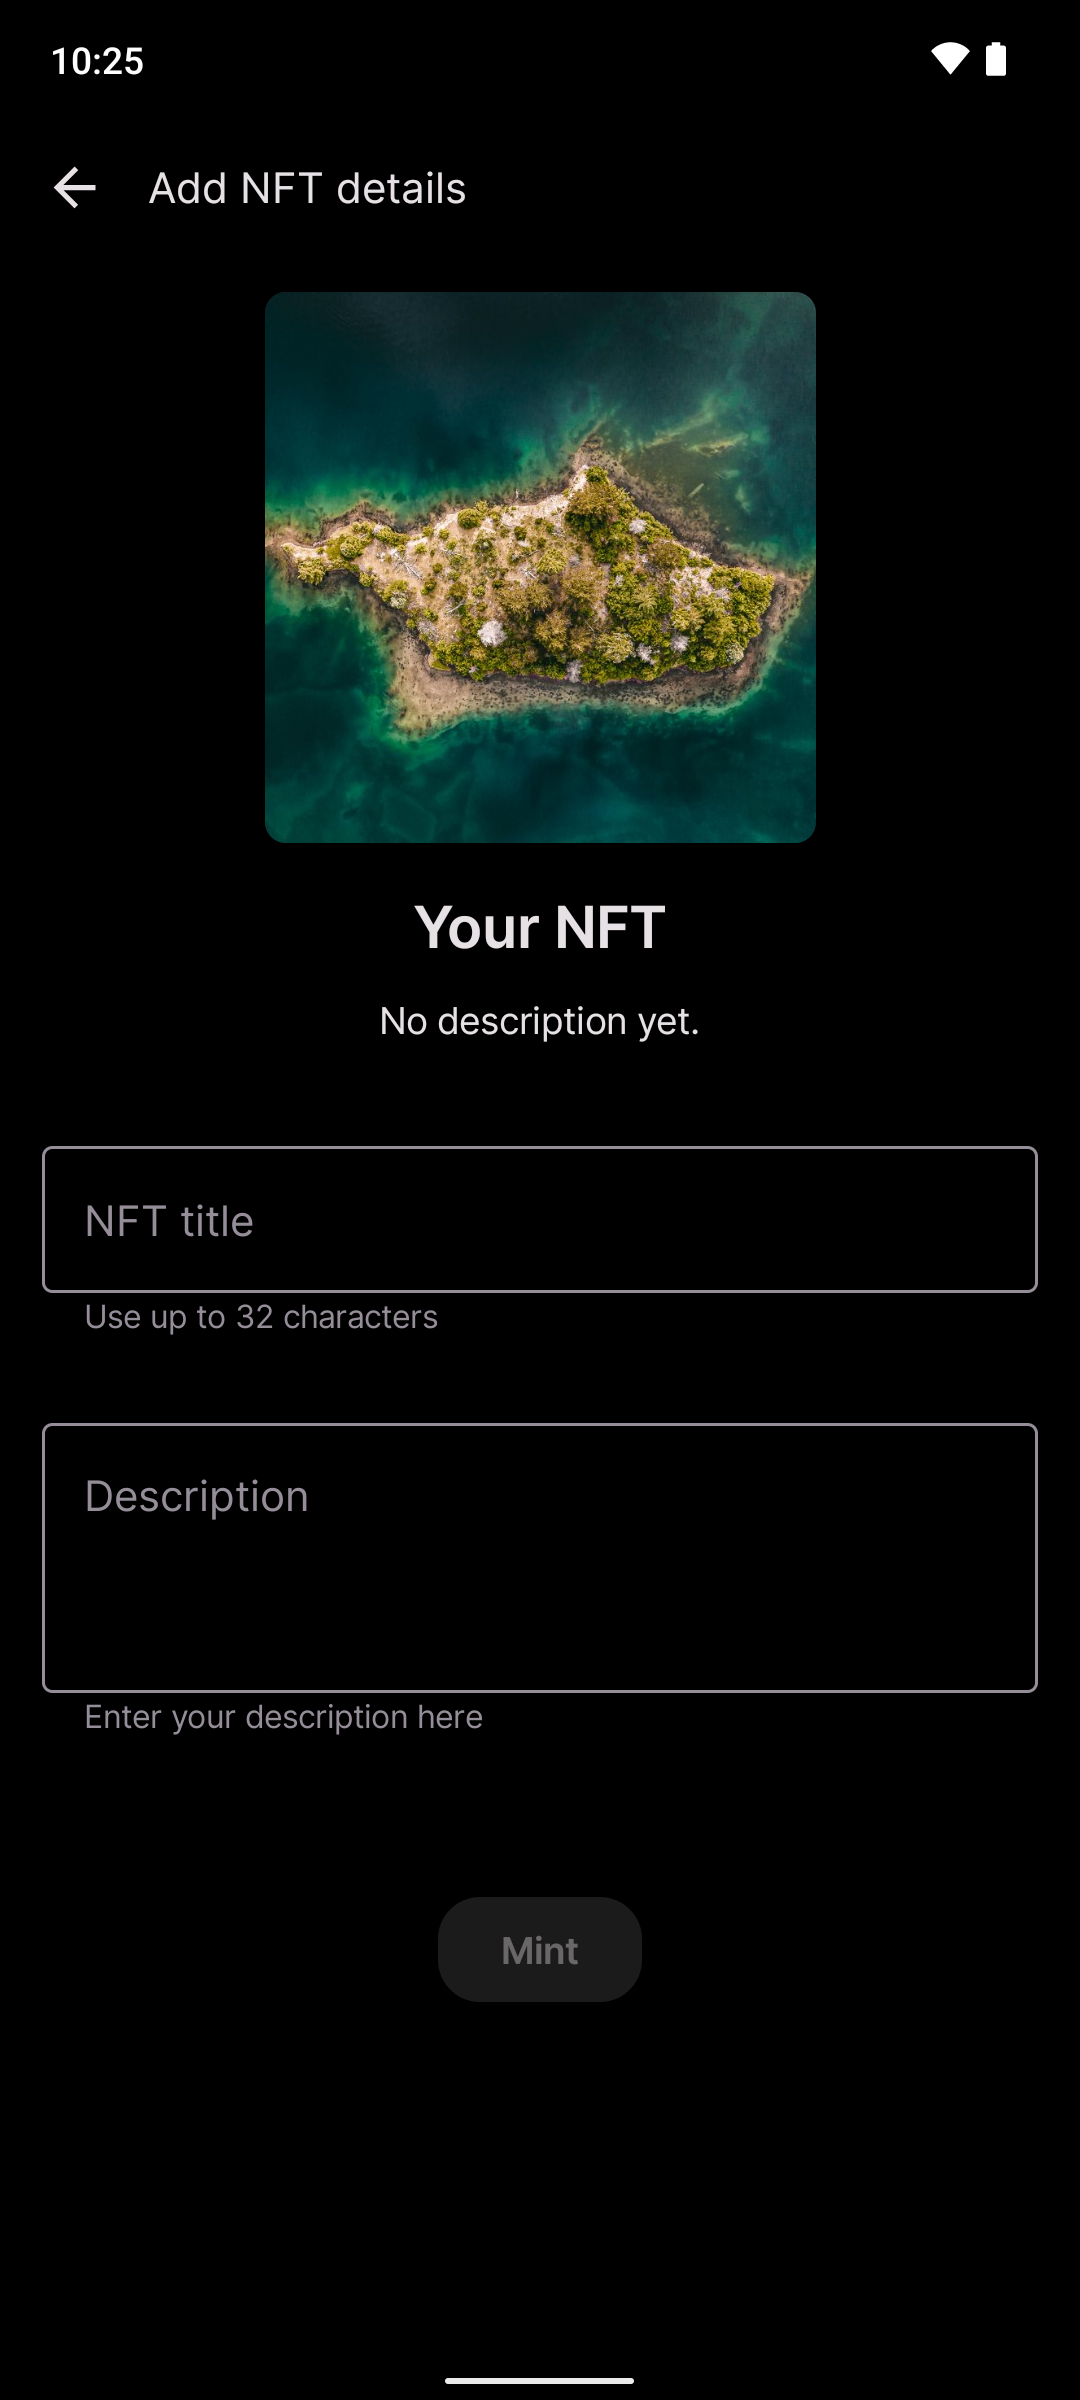 10:25
Add NFT details
Your NFT
No description yet.
NFT title
Use up to 32 characters
Description
Enter your description here
Mint